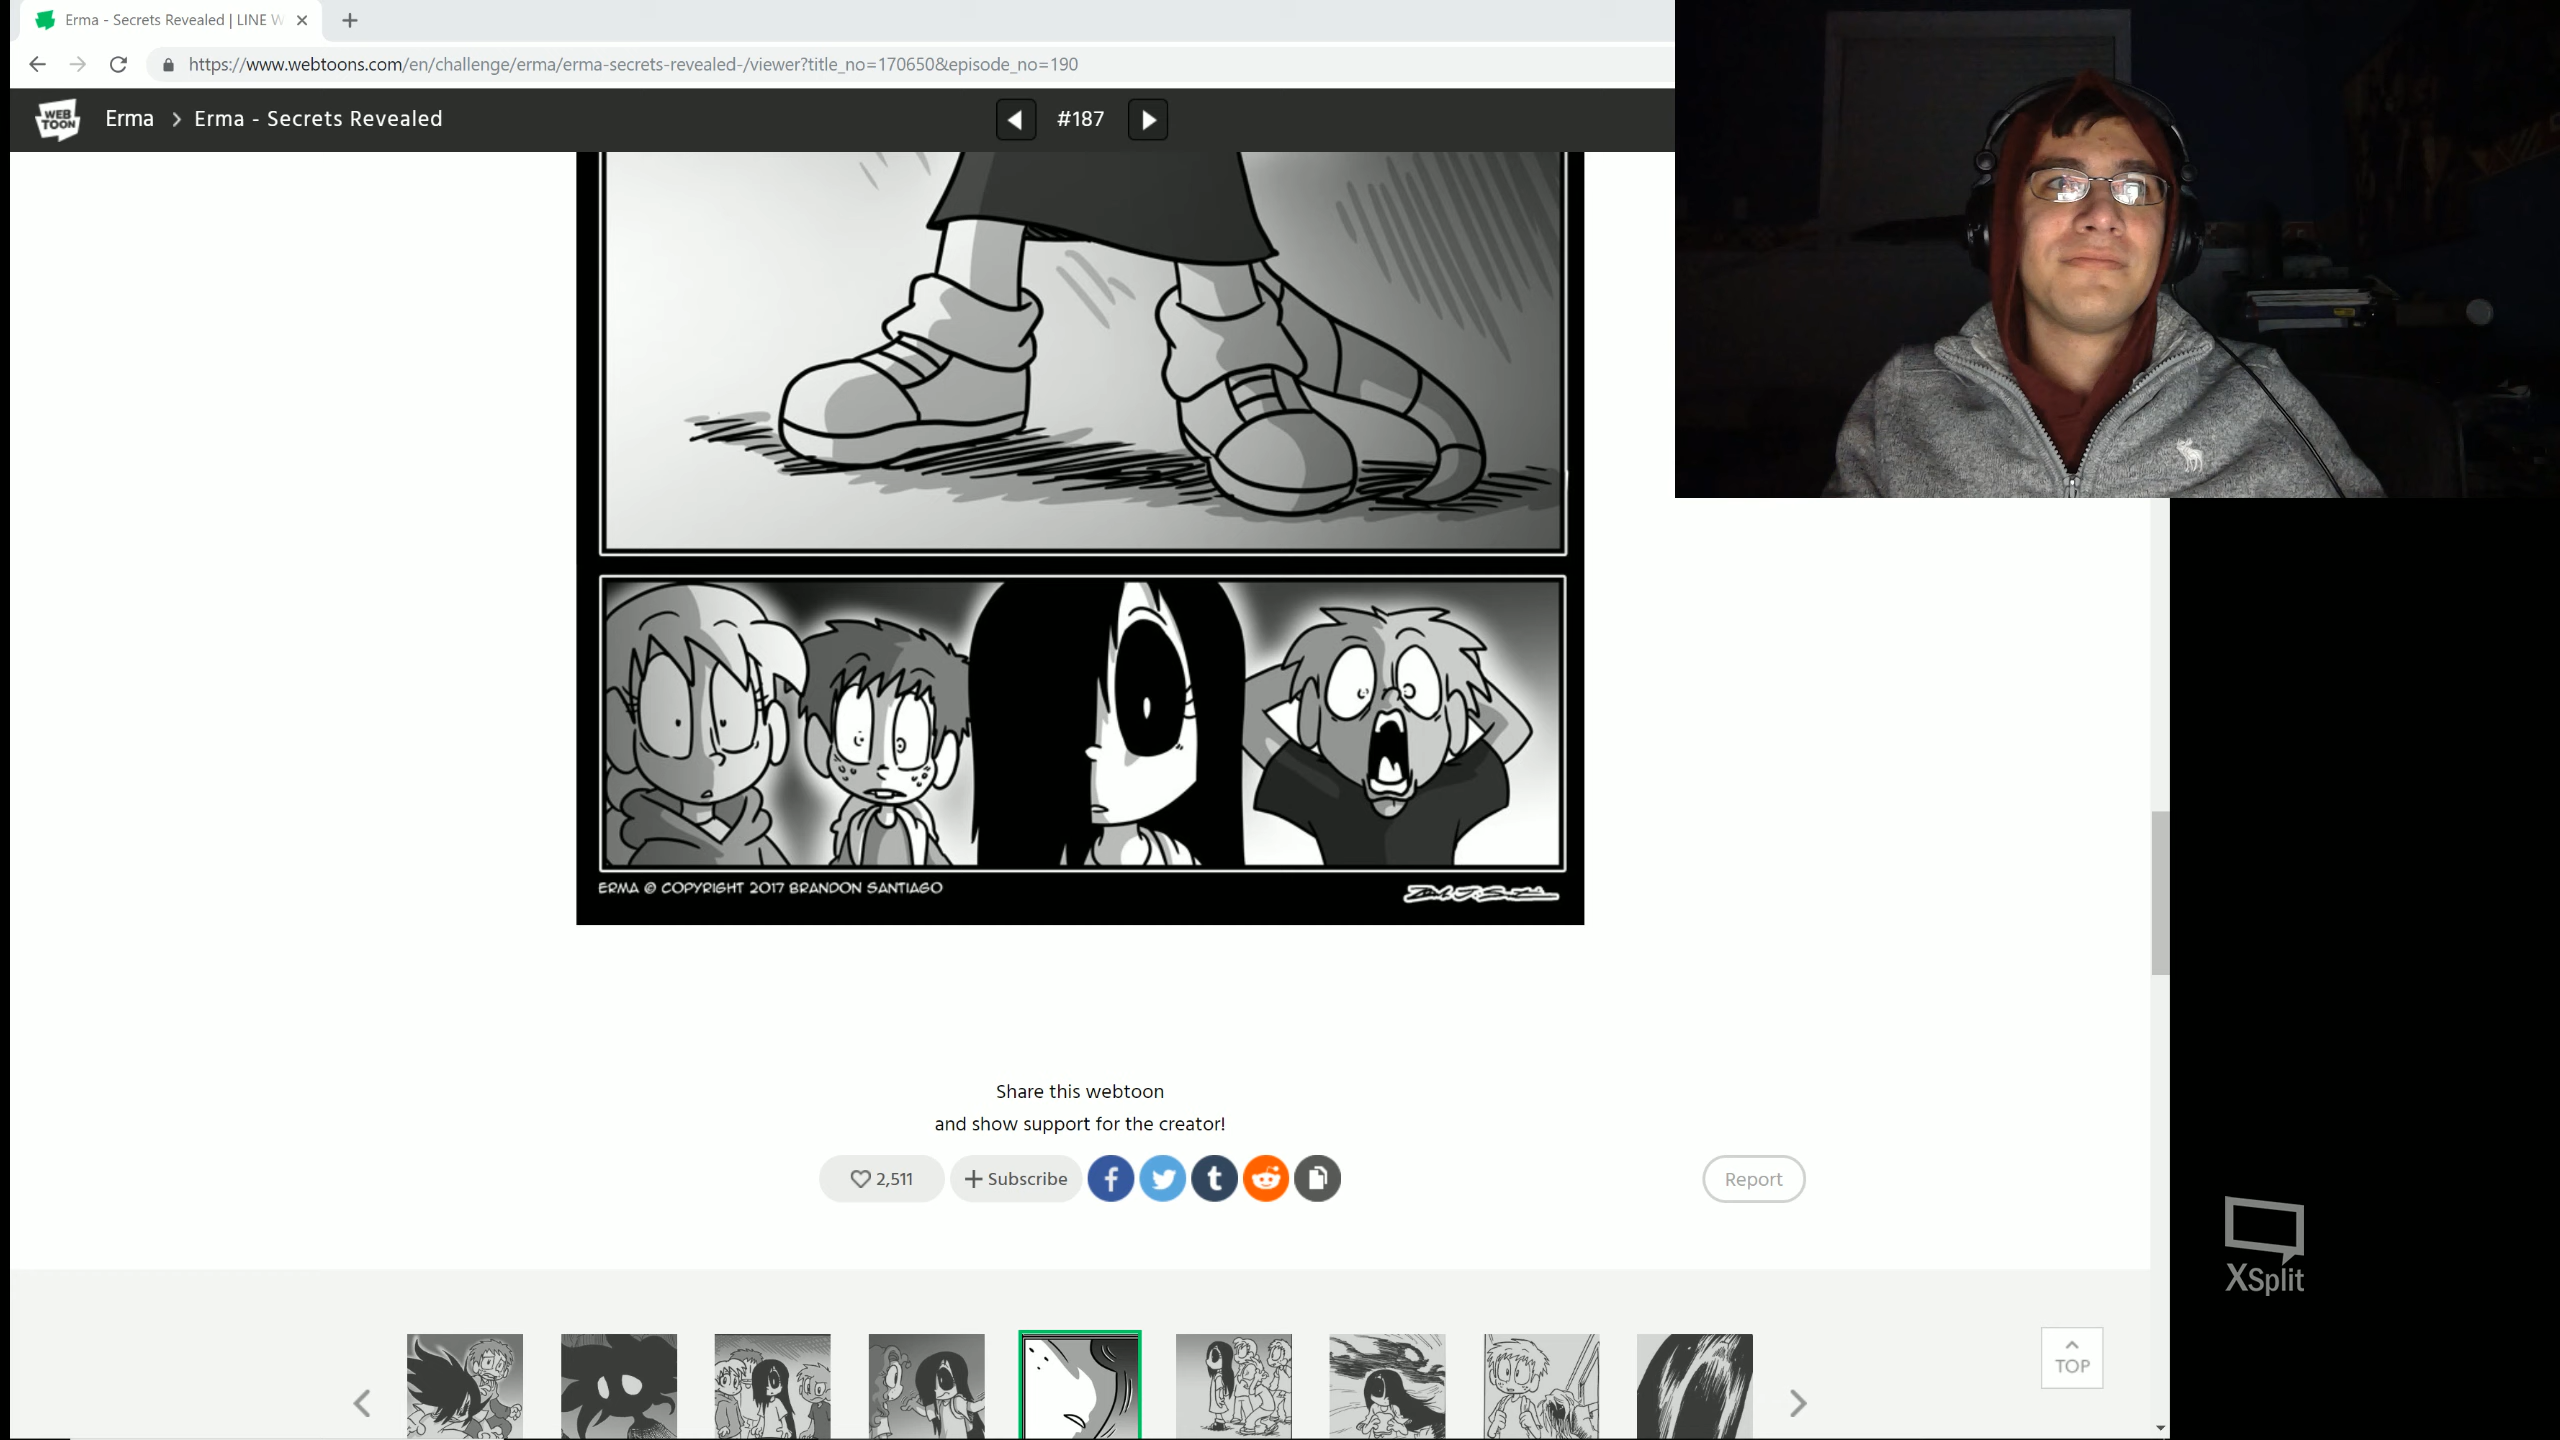 Erma - Secrets Revealed | LINE W
https://www.webtoons.com/en/challenge/erma/erma-secrets-revealed-/viewer?title_no=170650&episode_no=190
WEB
TOON
Erma > Erma - Secrets Revealed
#187
ERMA © COPYRIGHT 2017 BRANDON SANTIAGO
Share this webtoon
and show support for the creator!
2,511
+ Subscribe
Report
TOP
XSplit